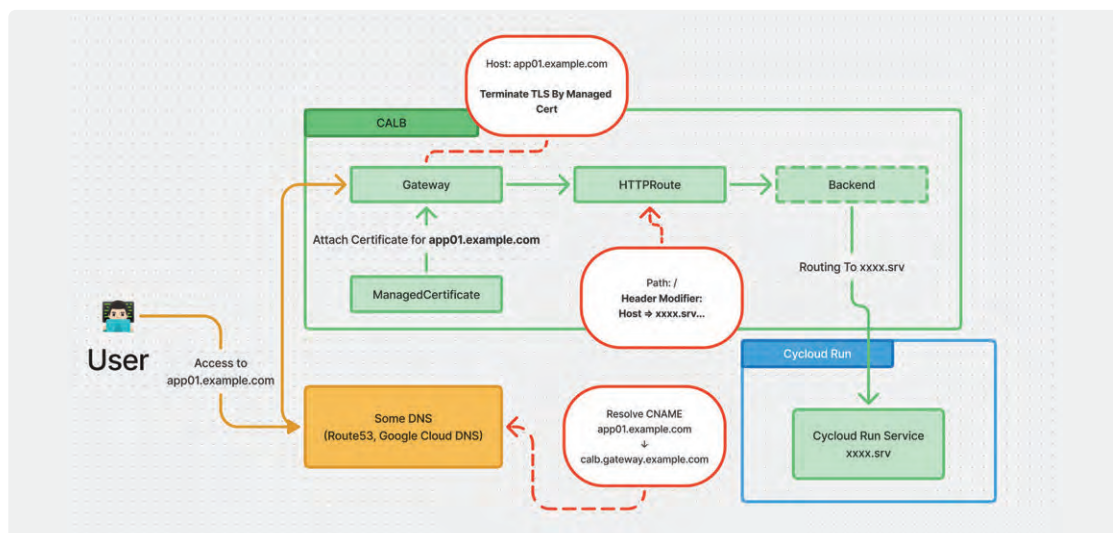 Host: app01.example.com
Terminate TLS By Managed
Cert
CALB
Gateway
HTTPRoute
Backend
Attach Certificate for app01.example.com
Routing To xxxx.srv
ManagedCertificate
Path: /
Header Modifier:
Host => xxxx.srv...
User
Access to
app01.example.com
Cycloud Run
Some DNS
(Route53, Google Cloud DNS)
Resolve CNAME
app01.example.com
↓
calb.gateway.example.com
Cycloud Run Service
xxxx.srv